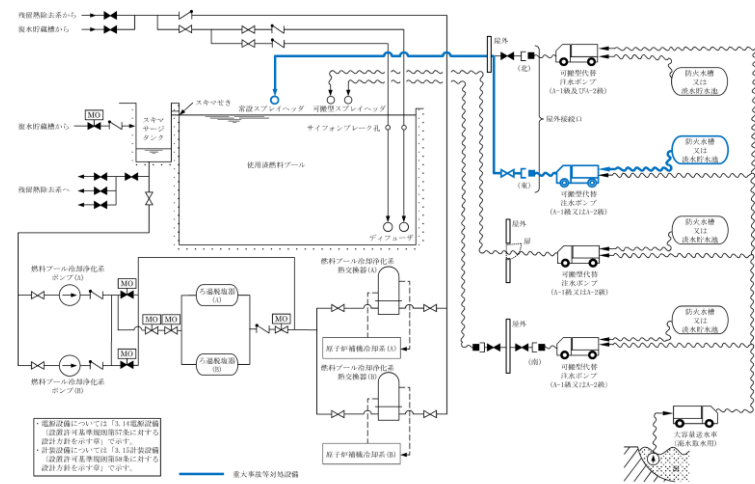 残留熱除去系から
復水貯蔵槽から
MO
復水貯蔵槽から
スキマ
サージ
タンク
スキマせき
常設スプレイヘッダ
可搬型スプレイヘッダ
サイフォンブレーク孔
使用済燃料プール
ディフューザ
残留熱除去系へ
屋外
(北)
可搬型代替
注水ポンプ
(A-1級及びA-2級)
防火水槽
又は
淡水貯水池
屋外接続口
(東)
可搬型代替
注水ポンプ
(A-1級又はA-2級)
防火水槽
又は
淡水貯水池
屋外
扉
可搬型代替
注水ポンプ
(A-1級又はA-2級)
防火水槽
又は
淡水貯水池
屋外
(南)
可搬型代替
注水ポンプ
(A-1級又はA-2級)
防火水槽
又は
淡水貯水池
大容量送水車
(海水取水用)
海
燃料プール冷却浄化系
ポンプ(A)
MO
MO
MO
MO
MO
ろ過脱塩器
(A)
ろ過脱塩器
(B)
燃料プール冷却浄化系
ポンプ(B)
燃料プール冷却浄化系
熱交換器(A)
原子炉補機冷却系(A)
燃料プール冷却浄化系
熱交換器(B)
原子炉補機冷却系(B)
・電源設備については「3.14電源設備
(設置許可基準規則第57条に対する
設計方針を示す章)」で示す。
・計装設備については「3.15計装設備
(設置許可基準規則第58条に対する
設計方針を示す章)」で示す。
重大事故等対処設備